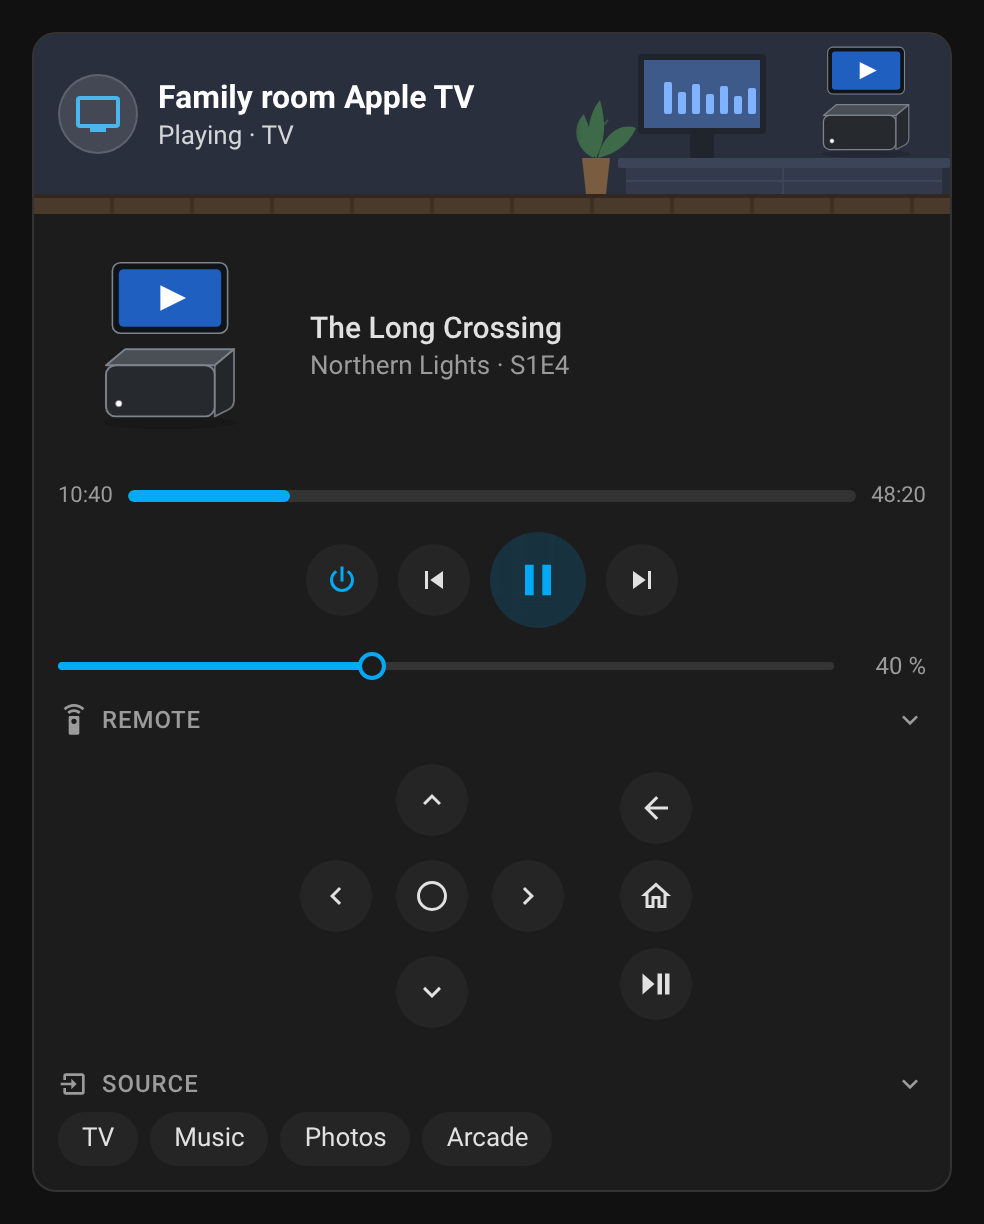 Family room Apple TV
Playing · TV
The Long Crossing
Northern Lights · S1E4
10:40
48:20
40 %
REMOTE
SOURCE
TV
Music
Photos
Arcade